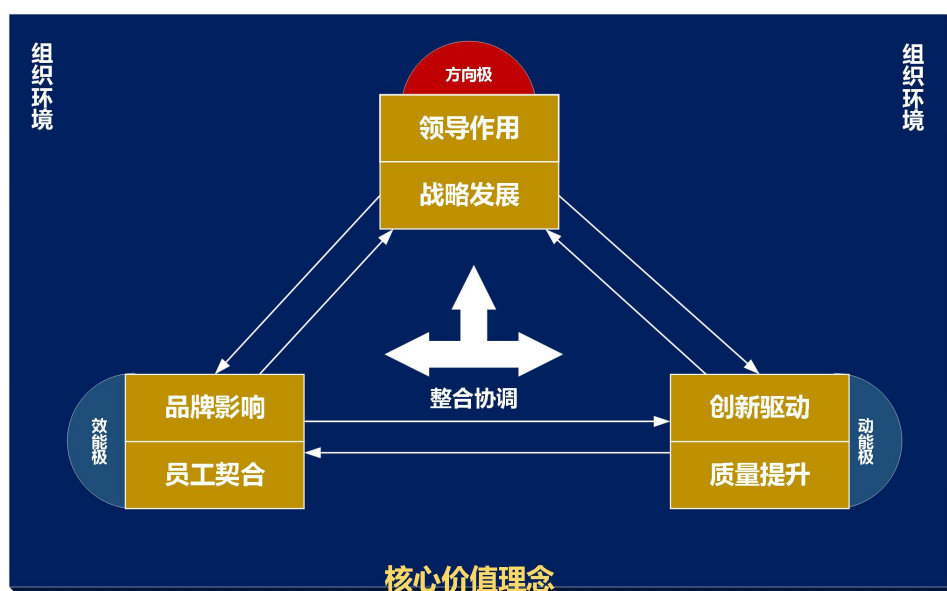 组织环境
组织环境
方向极
领导作用
战略发展
整合协调
效能极
品牌影响
员工契合
创新驱动
质量提升
动能极
核心价值理念